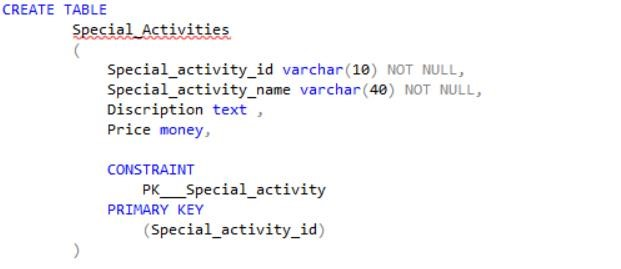 CREATE TABLE
Special_Activities
(
Special_activity_id varchar(10) NOT NULL,
Special_activity_name varchar(40) NOT NULL,
Discription text ,
Price money,
CONSTRAINT
PK___Special_activity
PRIMARY KEY
(Special_activity_id)
)